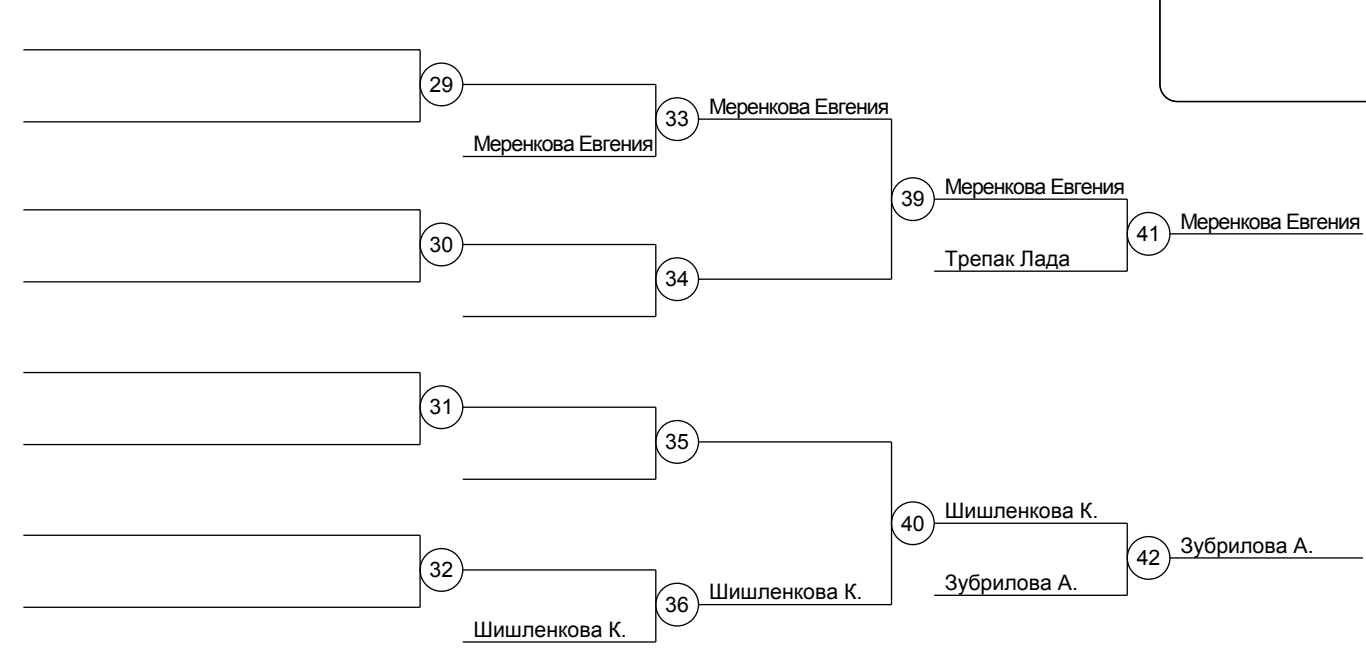 29
33
Меренкова Евгения
Меренкова Евгения
39
Меренкова Евгения
41
Меренкова Евгения
30
34
Трепак Лада
31
35
40
Шишленкова К.
42
Зубрилова А.
32
36
Шишленкова К.
Зубрилова А.
Шишленкова К.